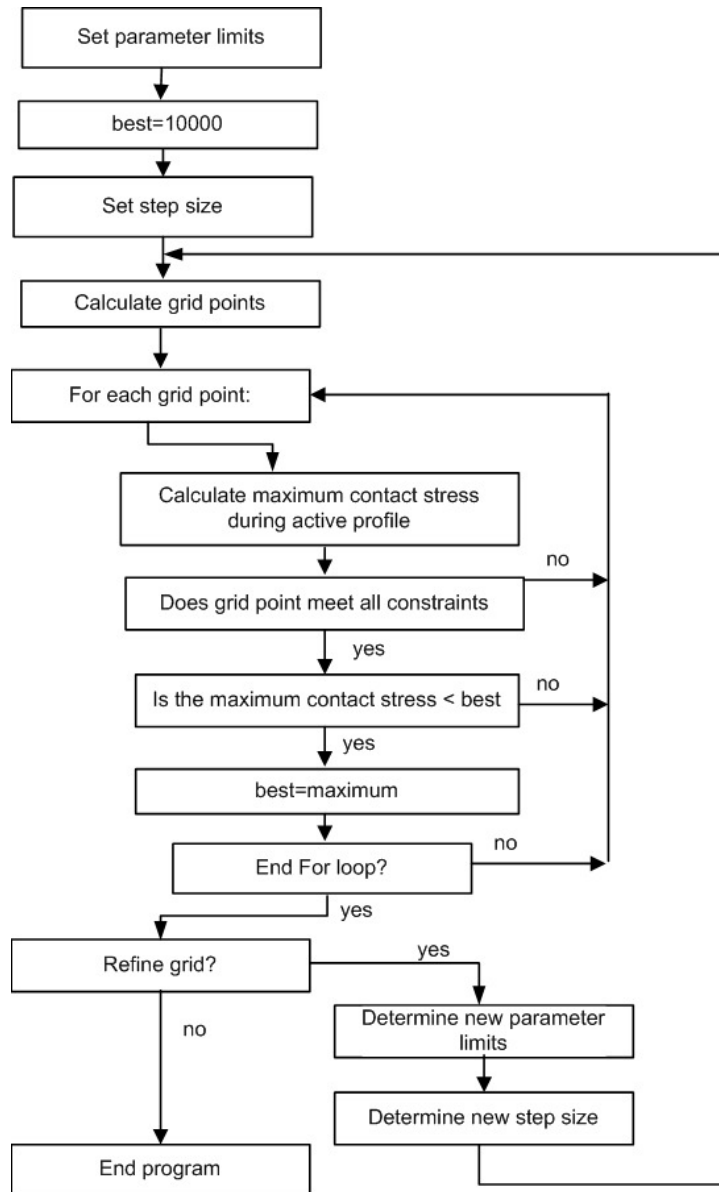 Set parameter limits
best=10000
Set step size
Calculate grid points
For each grid point:
Calculate maximum contact stress
during active profile
no
Does grid point meet all constraints
yes
no
Is the maximum contact stress < best
yes
best=maximum
no
End For loop?
yes
Refine grid?
yes
no
Determine new parameter
limits
Determine new step size
End program